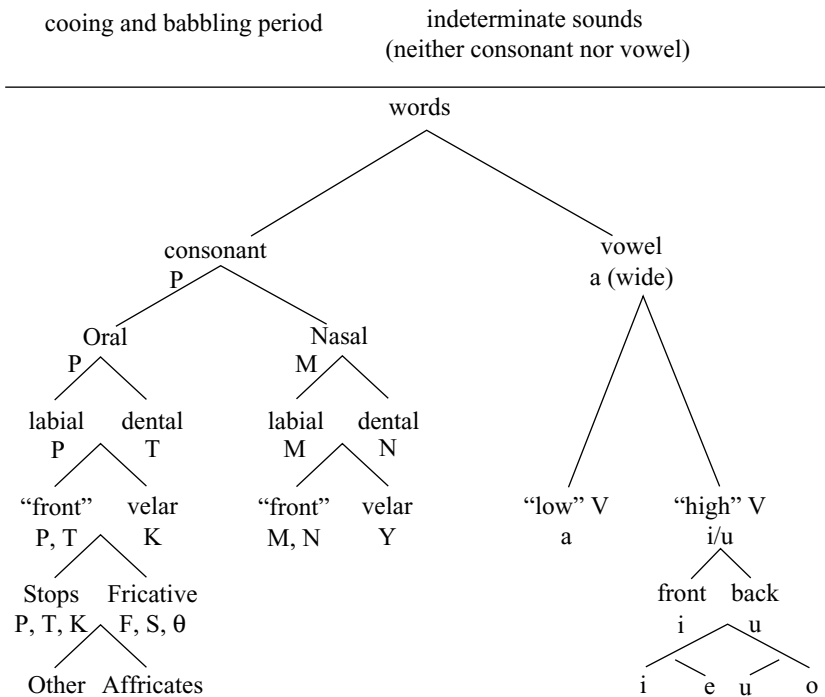 cooing and babbling period
indeterminate sounds
(neither consonant nor vowel)
words
consonant
P
vowel
a (wide)
Oral
P
Nasal
M
labial dental
P T
labial dental
M N
“front” velar
P, T K
“front” velar
M, N Y
“low” V
a
“high” V
i/u
Stops Fricative
P, T, K F, S, θ
front back
i u
Other Affricates
i e u o